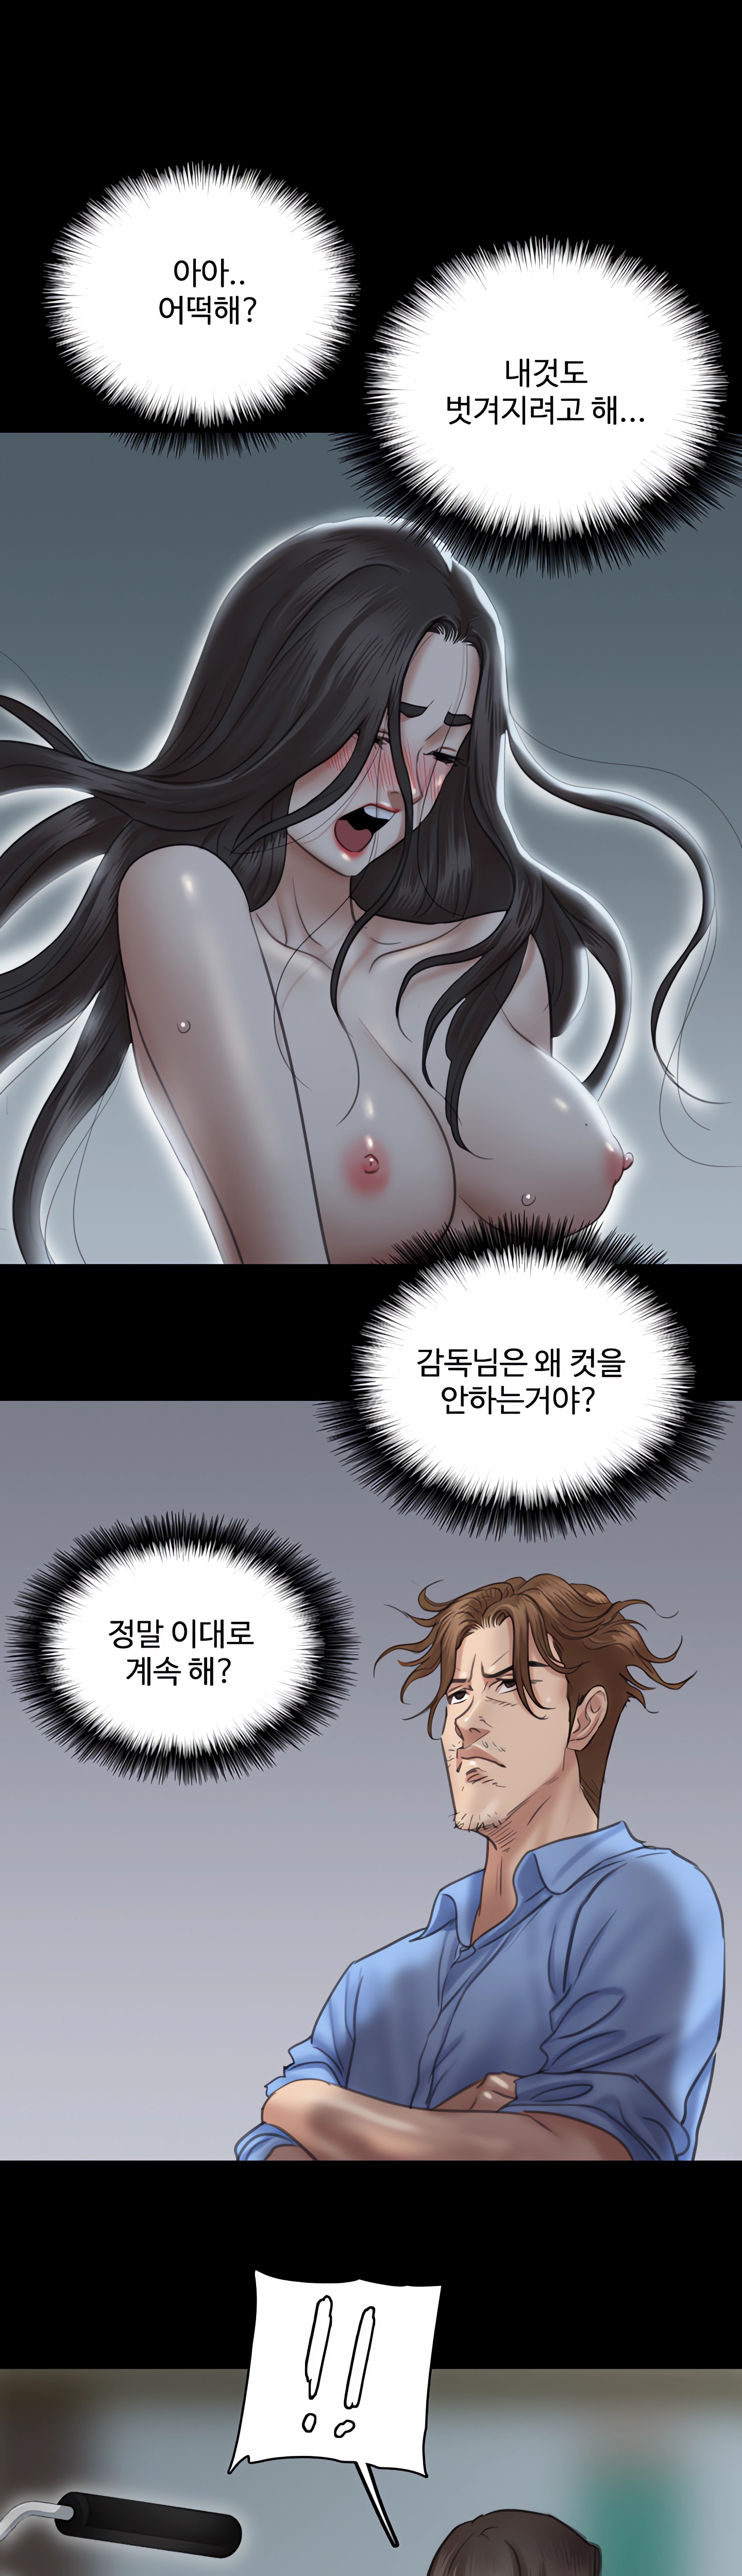 아아..
어떡해?
내것도
벗겨지려고 해...
감독님은 왜 컷을
안하는거야?
정말 이대로
계속 해?
!!